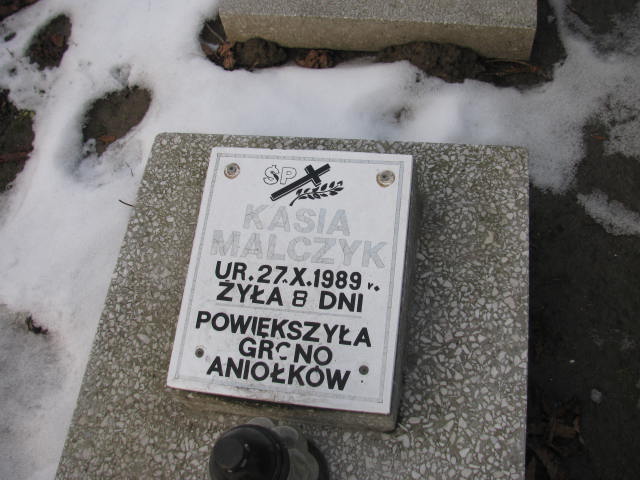 ŚP
KASIA
MALCZYK
UR. 27.X.1989 r.
ŻYŁA 8 DNI
POWIĘKSZYŁA
GRONO
ANIOŁKÓW